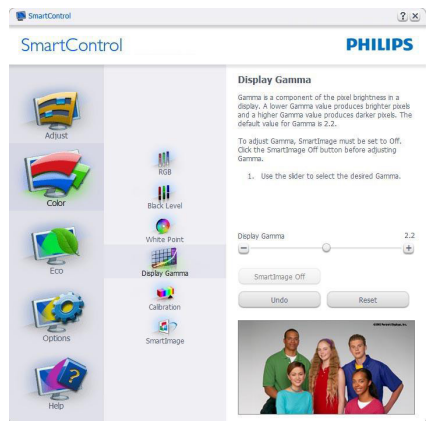 SmartControl
SmartControl
PHILIPS
Adjust
Color
Eco
Options
Help
RGB
Black Level
White Point
Display Gamma
Calibration
SmartImage
Display Gamma
Gamma is a component of the pixel brightness in a
display. A lower Gamma value produces brighter pixels
and a higher Gamma value produces darker pixels. The
default value for Gamma is 2.2.
To adjust Gamma, SmartImage must be set to Off.
Click the SmartImage Off button before adjusting
Gamma.
1. Use the slider to select the desired Gamma.
Display Gamma 2.2
SmartImage Off
Undo
Reset